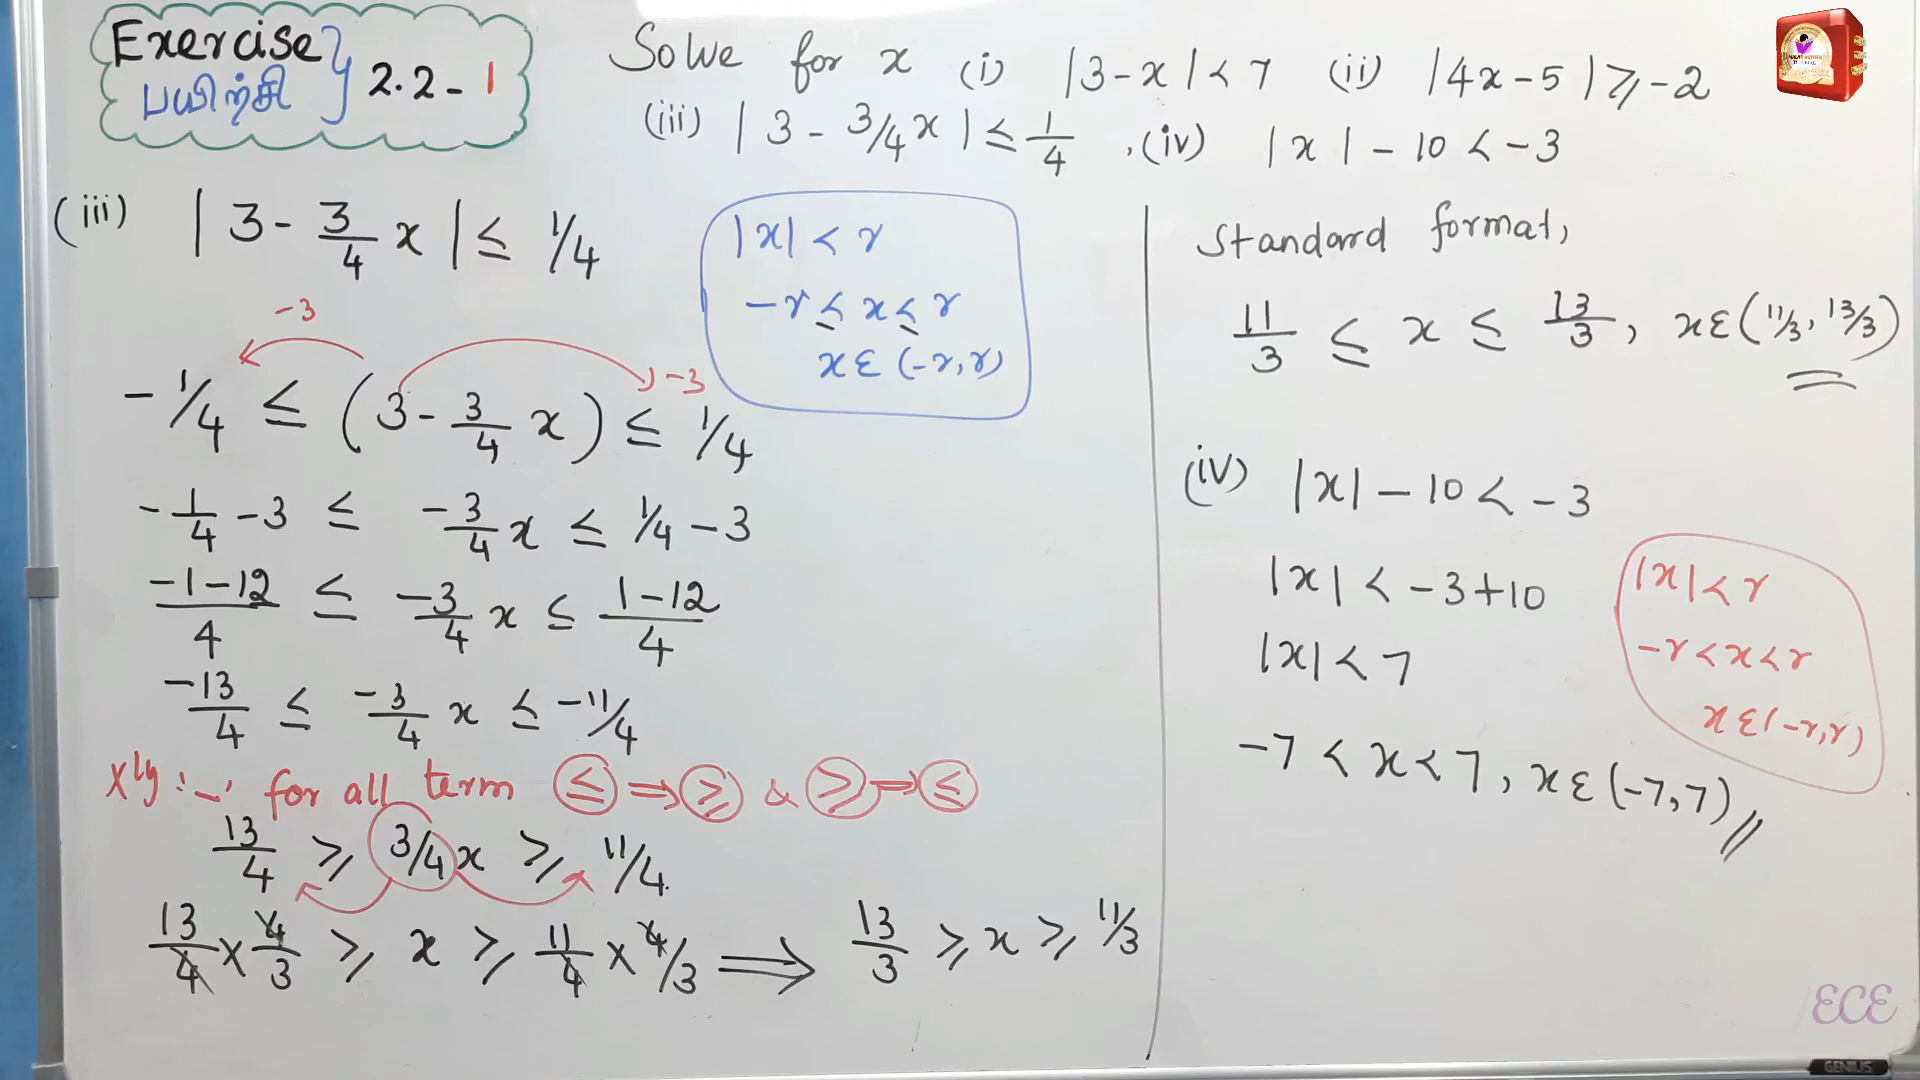 Exercise
பயிற்சி } 2.2-1
Solve for x (i) |3-x| < 7 (ii) |4x-5| ≥ -2
(iii) |3 - 3/4 x| ≤ 1/4 , (iv) |x| - 10 < -3
(iii) |3 - 3/4 x| ≤ 1/4
|x| < r
-r ≤ x ≤ r
x ε (-r,r)
-3
-3
-1/4 ≤ (3 - 3/4 x) ≤ 1/4
-1/4 - 3 ≤ -3/4 x ≤ 1/4 - 3
-1-12/4 ≤ -3/4 x ≤ 1-12/4
-13/4 ≤ -3/4 x ≤ -11/4
xly '-' for all term ≤ ⇒ ≥ & ≥ ⇒ ≤
13/4 ≥ 3/4 x ≥ 11/4
13/4 × 4/3 ≥ x ≥ 11/4 × 4/3 ⟹ 13/3 ≥ x ≥ 11/3
Standard format,
11/3 ≤ x ≤ 13/3, x ε (11/3, 13/3)
(iv) |x| - 10 < -3
|x| < -3+10
|x| < 7
-7 < x < 7, x ε (-7,7)
|x| < r
-r < x < r
x ε (-r,r)
ECE
GENIUS